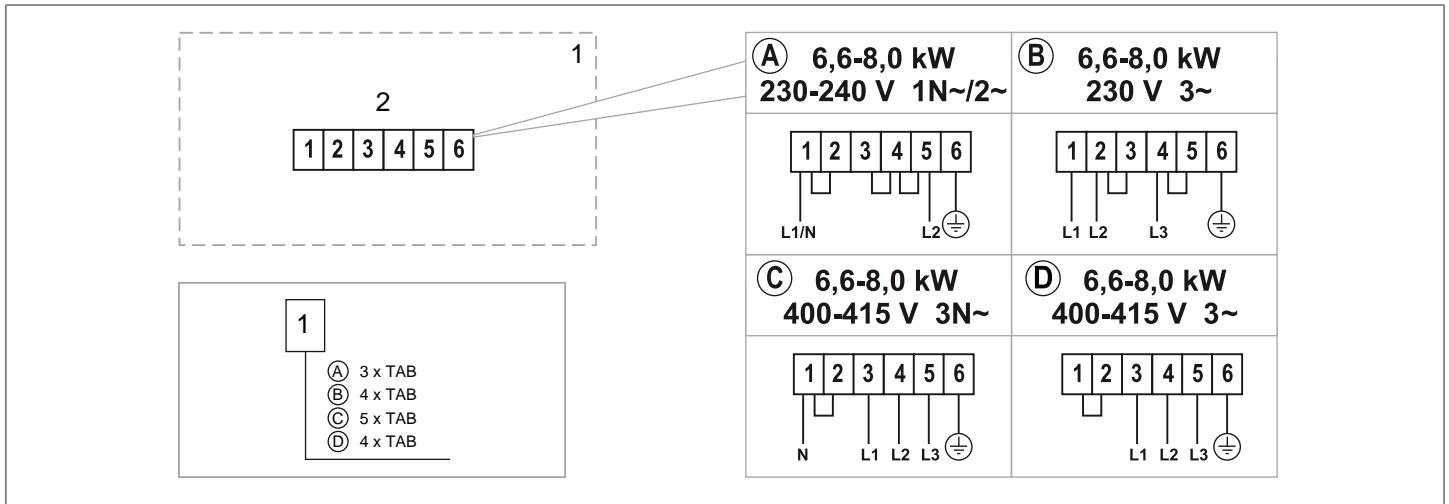 1
2
1 2 3 4 5 6
A 6,6-8,0 kW
230-240 V 1N~/2~
1 2 3 4 5 6
L1/N L2
B 6,6-8,0 kW
230 V 3~
1 2 3 4 5 6
L1 L2 L3
1
A 3 x TAB
B 4 x TAB
C 5 x TAB
D 4 x TAB
C 6,6-8,0 kW
400-415 V 3N~
1 2 3 4 5 6
N L1 L2 L3
D 6,6-8,0 kW
400-415 V 3~
1 2 3 4 5 6
L1 L2 L3